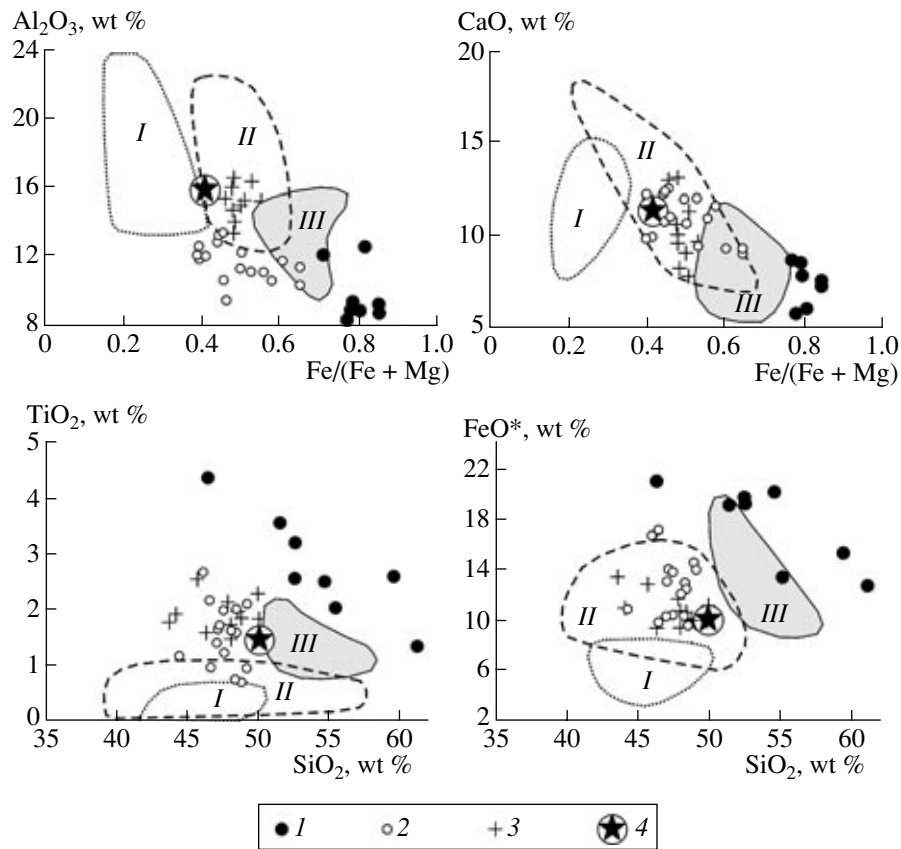 Al₂O₃, wt %
24
20
16
12
8
0 0.2 0.4 0.6 0.8 1.0
Fe/(Fe + Mg)
I
II
III
CaO, wt %
20
15
10
5
0 0.2 0.4 0.6 0.8 1.0
Fe/(Fe + Mg)
II
I
III
TiO₂, wt %
5
4
3
2
1
0
35 40 45 50 55 60
SiO₂, wt %
III
I
II
FeO*, wt %
22
18
14
10
6
2
35 40 45 50 55 60
SiO₂, wt %
II
III
I
1 2 3 4